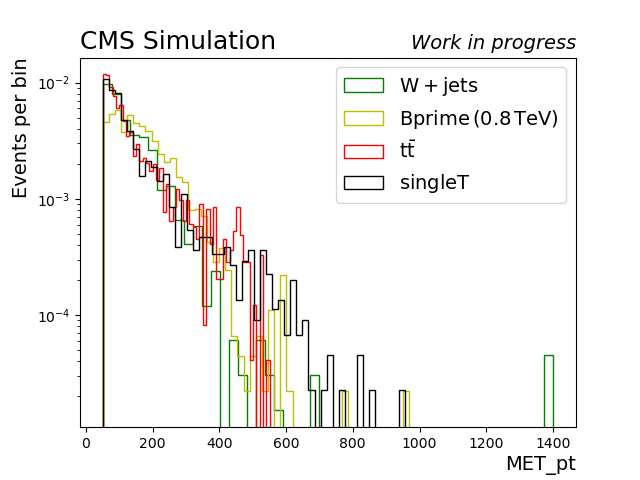 CMS Simulation
Work in progress
Events per bin
10⁻²
10⁻³
10⁻⁴
W + jets
Bprime (0.8 TeV)
tt̄
singleT
0 200 400 600 800 1000 1200 1400
MET_pt